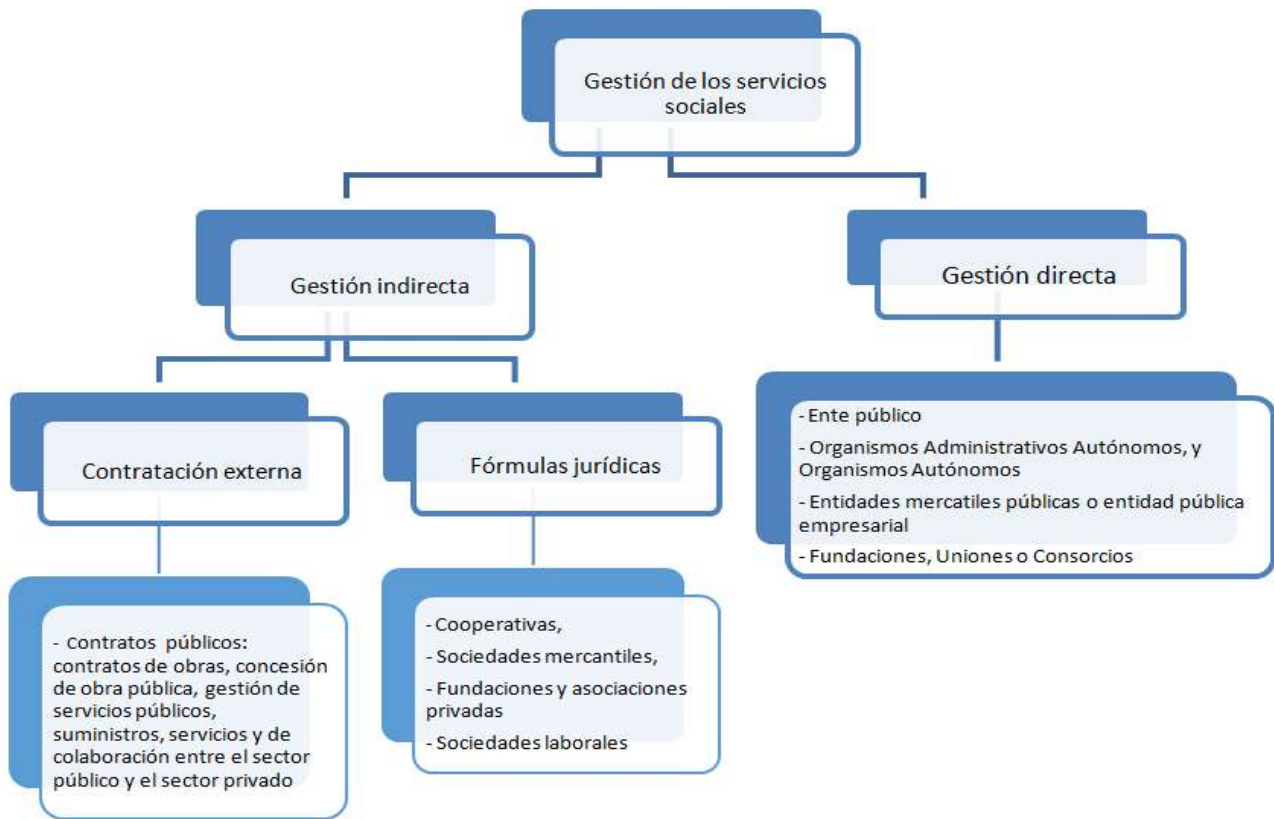 Gestión de los servicios
sociales
Gestión indirecta
Gestión directa
Contratación externa
Fórmulas jurídicas
- Ente público
- Organismos Administrativos Autónomos, y
Organismos Autónomos
- Entidades mercatiles públicas o entidad pública
empresarial
- Fundaciones, Uniones o Consorcios
- Contratos públicos:
contratos de obras, concesión
de obra pública, gestión de
servicios públicos,
suministros, servicios y de
colaboración entre el sector
público y el sector privado
- Cooperativas,
- Sociedades mercantiles,
- Fundaciones y asociaciones
privadas
- Sociedades laborales